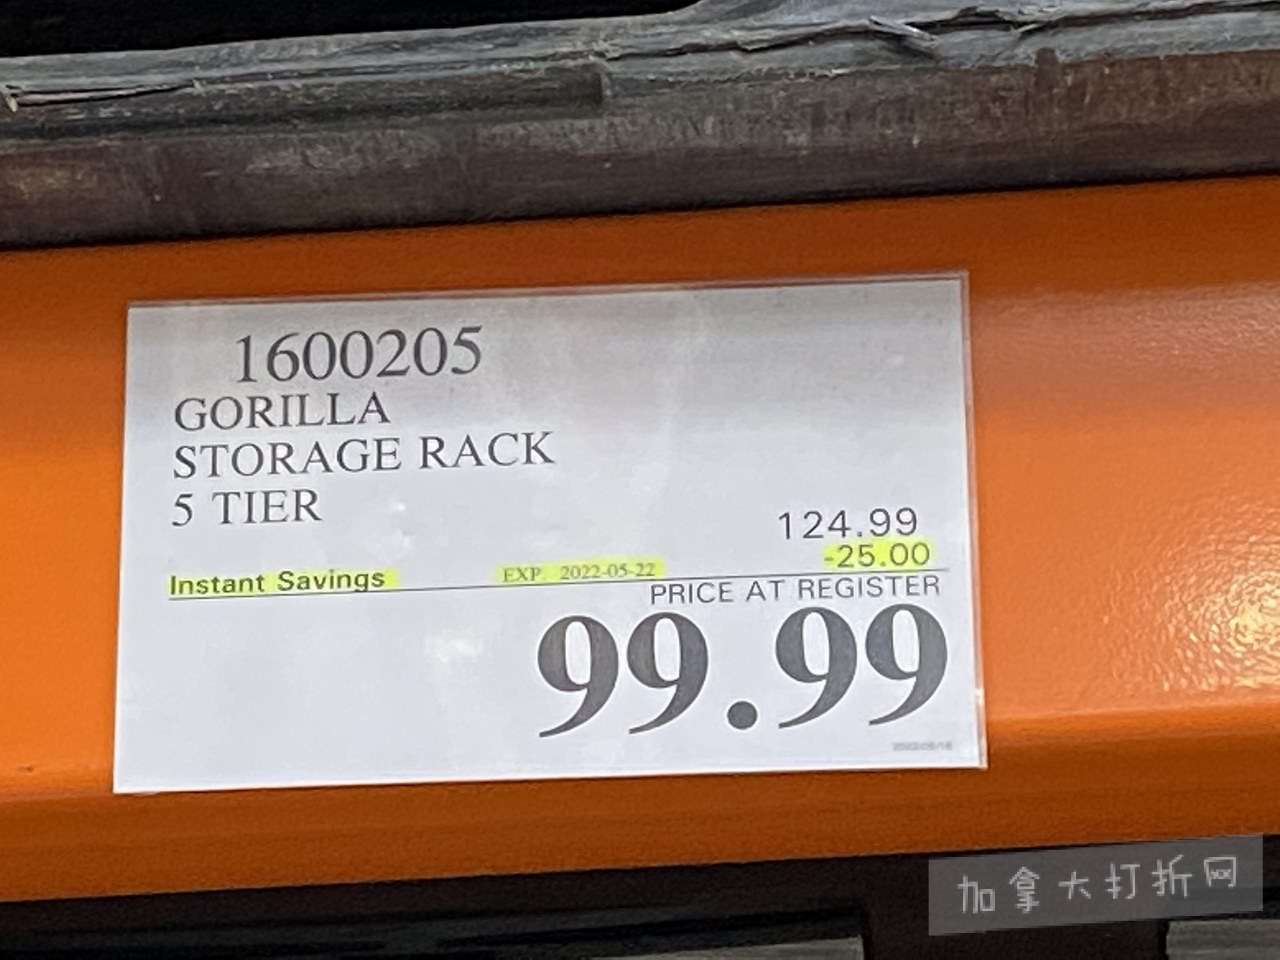 1600205
GORILLA
STORAGE RACK
5 TIER
124.99
Instant Savings EXP. 2022-05-22 -25.00
PRICE AT REGISTER
99.99
加拿大打折网